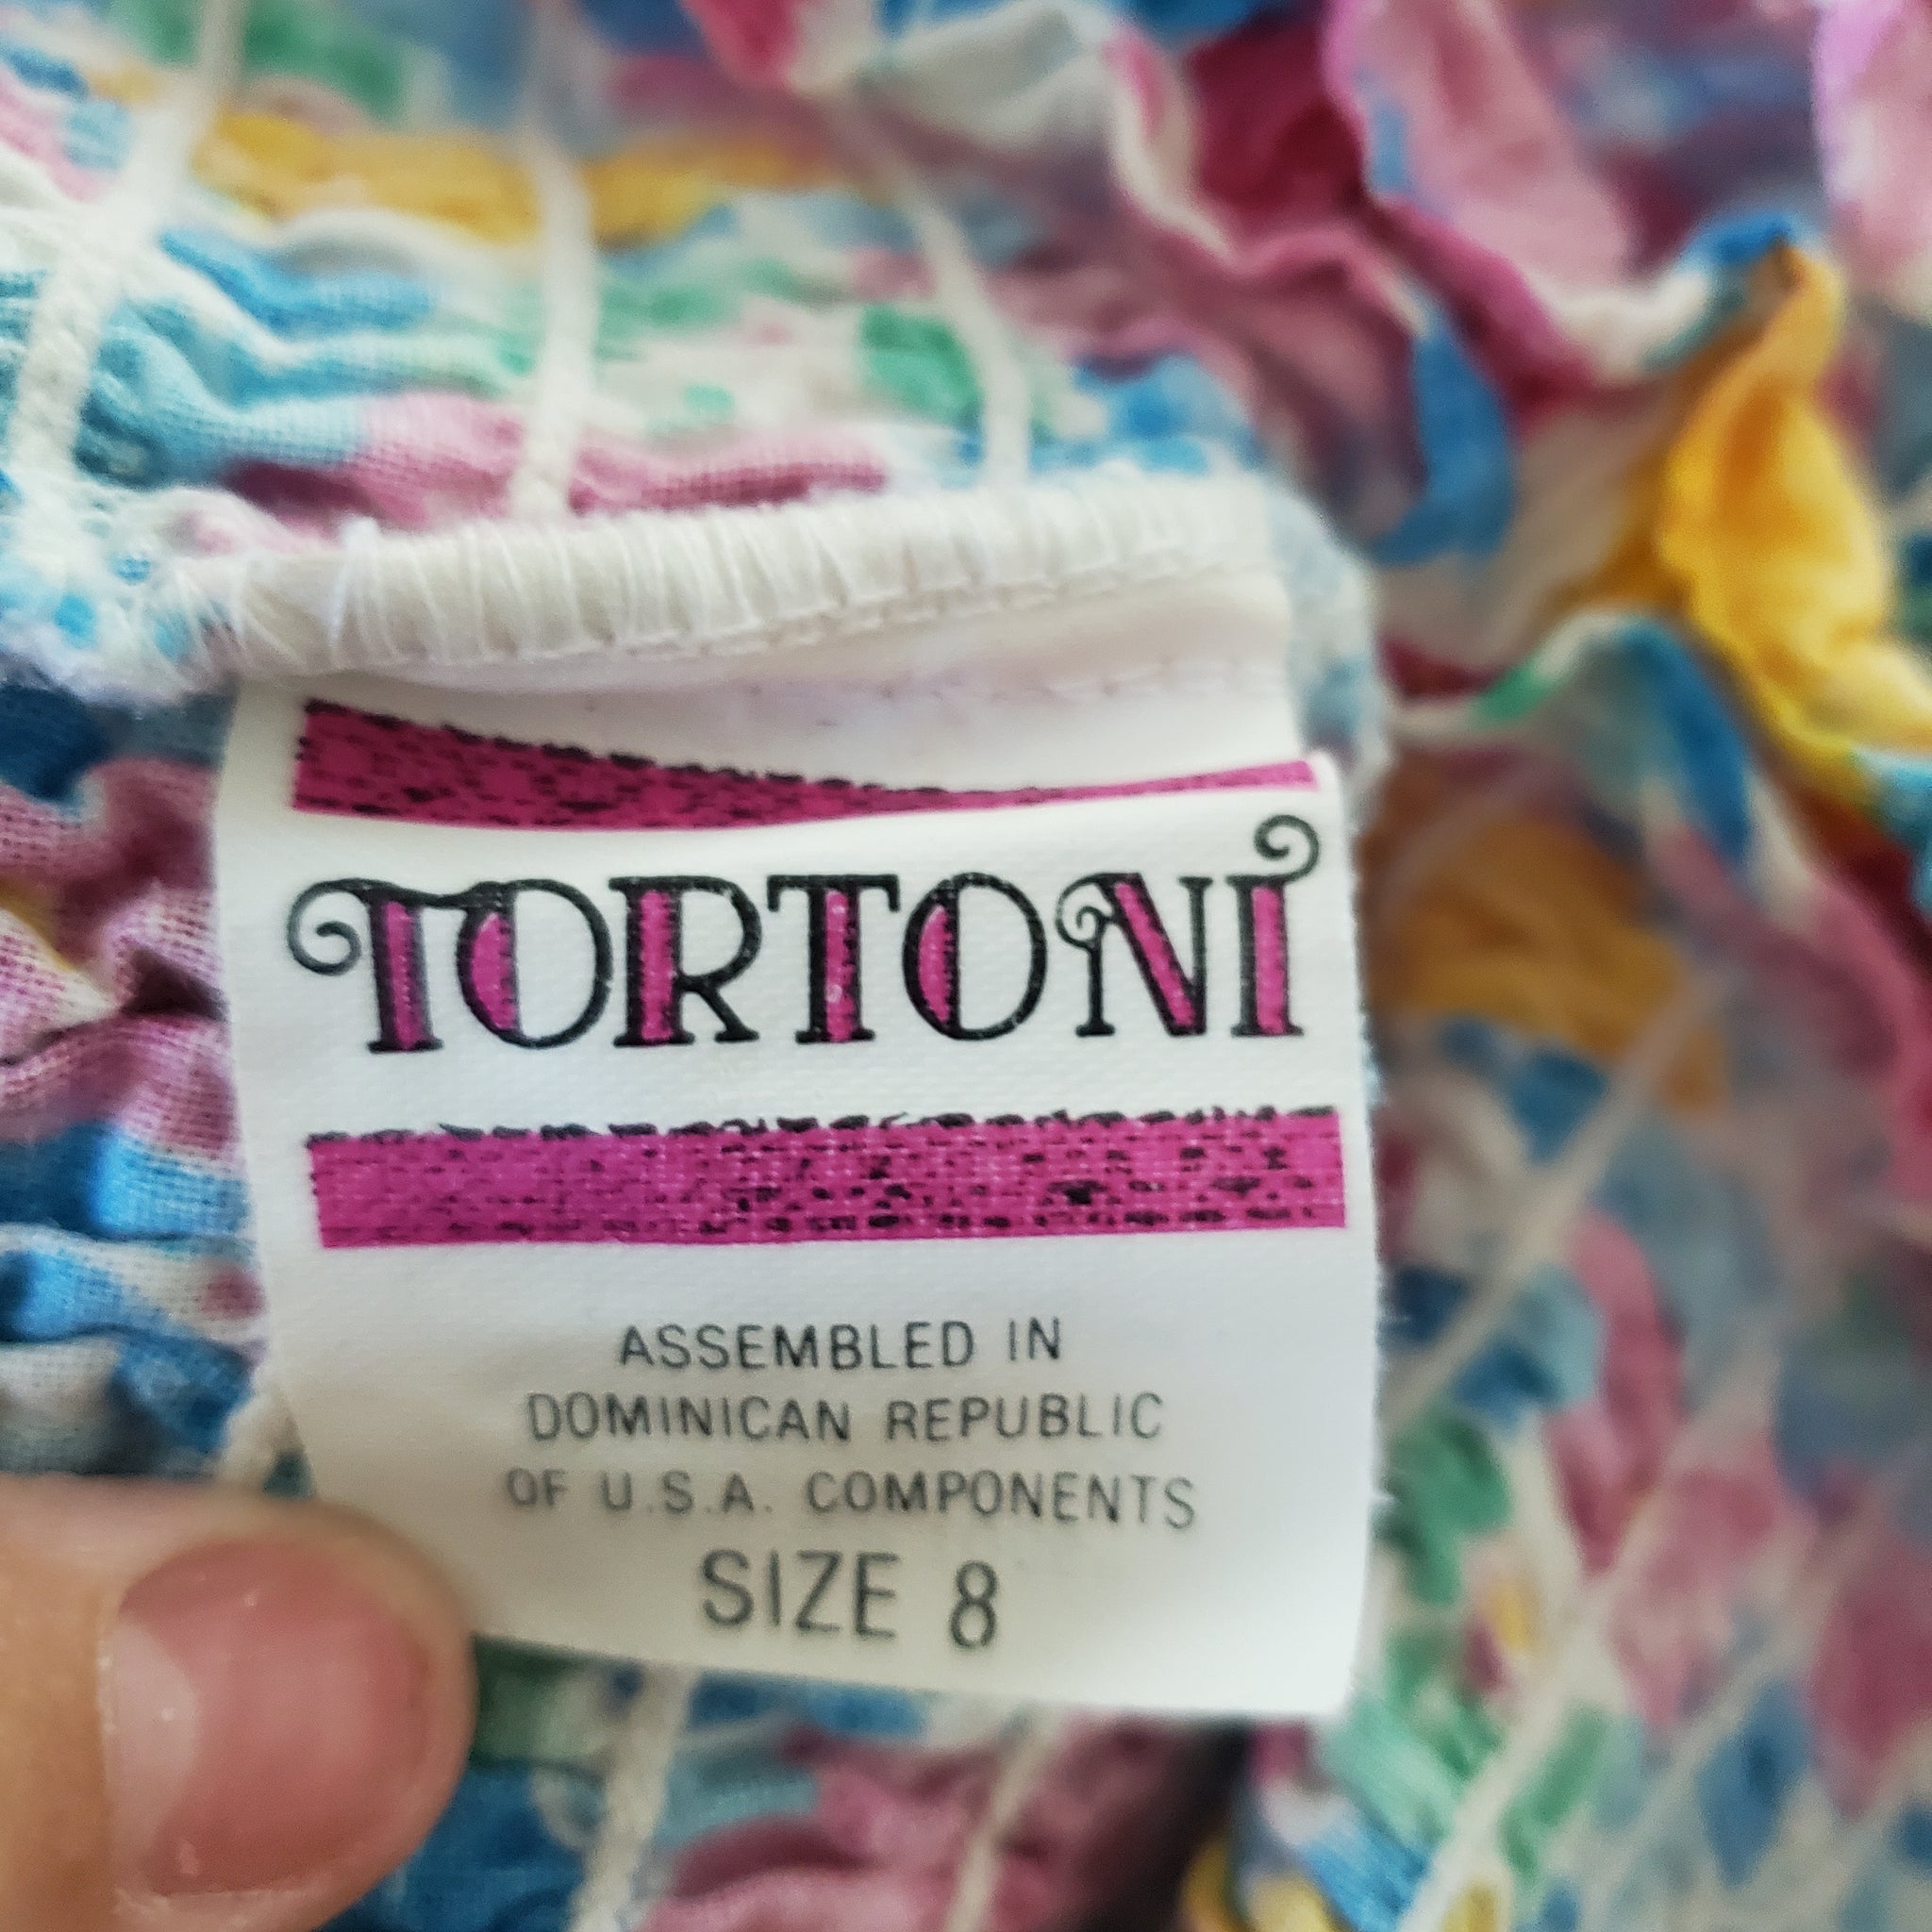 TORTONI
ASSEMBLED IN
DOMINICAN REPUBLIC
OF U.S.A. COMPONENTS
SIZE 8